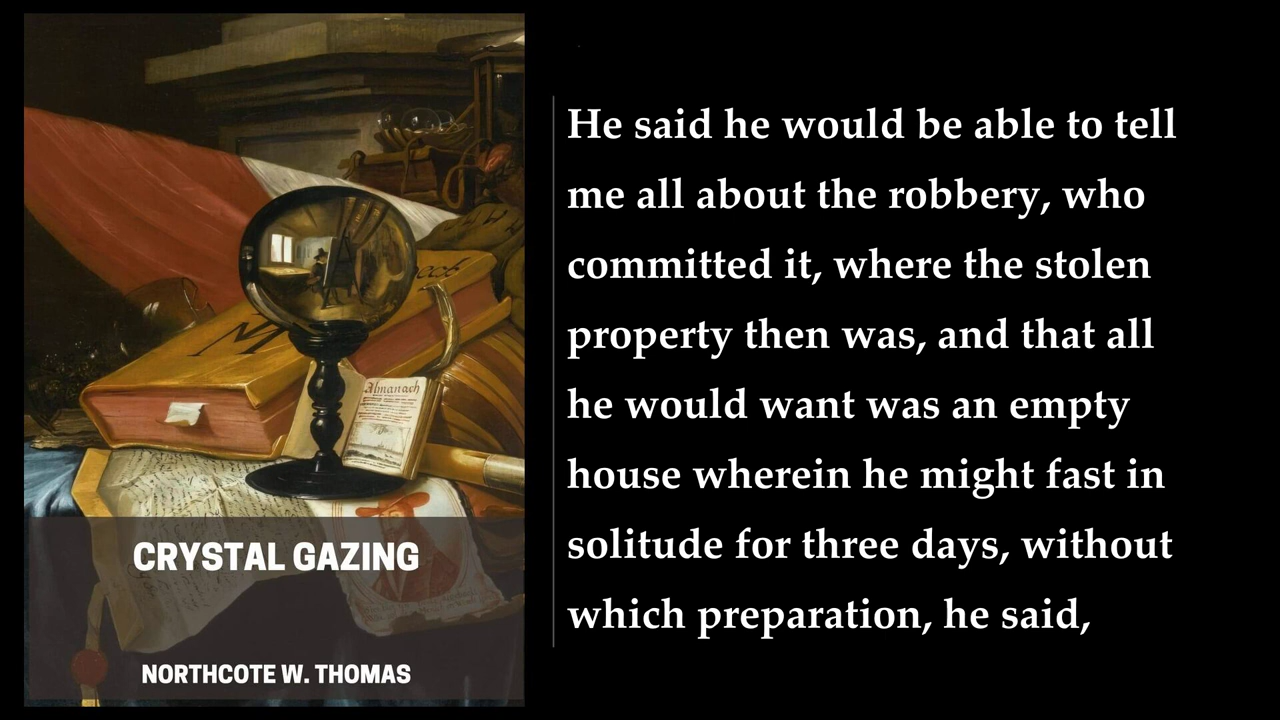 He said he would be able to tell
me all about the robbery, who
committed it, where the stolen
property then was, and that all
he would want was an empty
house wherein he might fast in
solitude for three days, without
which preparation, he said,
Almanach
CRYSTAL GAZING
NORTHCOTE W. THOMAS